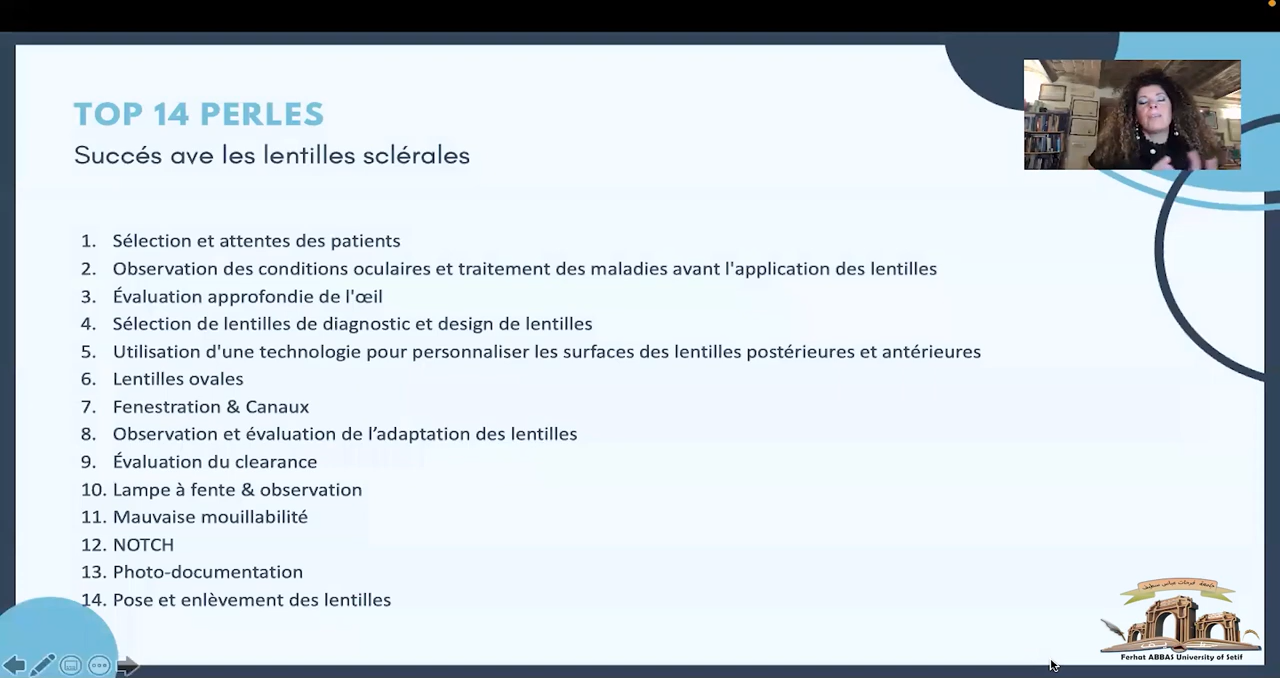 TOP 14 PERLES
Succés ave les lentilles sclérales
1. Sélection et attentes des patients
2. Observation des conditions oculaires et traitement des maladies avant l'application des lentilles
3. Évaluation approfondie de l'œil
4. Sélection de lentilles de diagnostic et design de lentilles
5. Utilisation d'une technologie pour personnaliser les surfaces des lentilles postérieures et antérieures
6. Lentilles ovales
7. Fenestration & Canaux
8. Observation et évaluation de l’adaptation des lentilles
9. Évaluation du clearance
10. Lampe à fente & observation
11. Mauvaise mouillabilité
12. NOTCH
13. Photo-documentation
14. Pose et enlèvement des lentilles
Ferhat ABBAS University of Setif